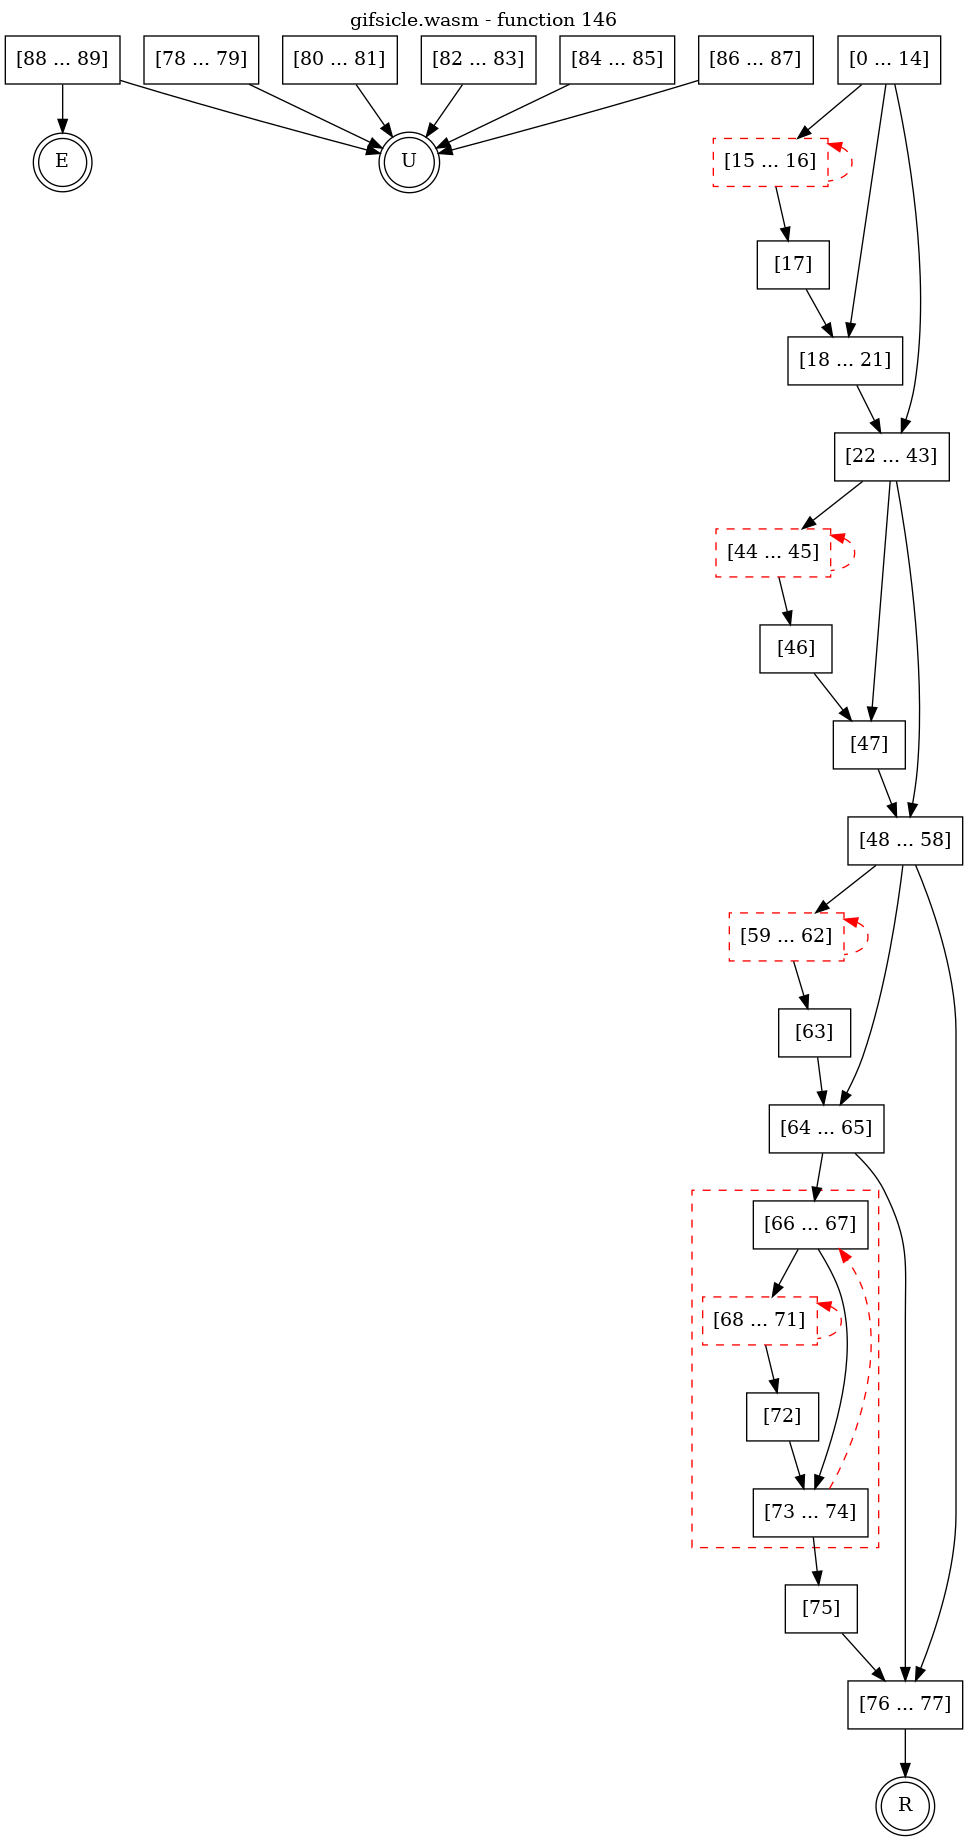 gifsicle.wasm - function 146
[88 ... 89]
[78 ... 79]
[80 ... 81]
[82 ... 83]
[84 ... 85]
[86 ... 87]
[0 ... 14]
E
U
[15 ... 16]
[17]
[18 ... 21]
[22 ... 43]
[44 ... 45]
[46]
[47]
[48 ... 58]
[59 ... 62]
[63]
[64 ... 65]
[66 ... 67]
[68 ... 71]
[72]
[73 ... 74]
[75]
[76 ... 77]
R